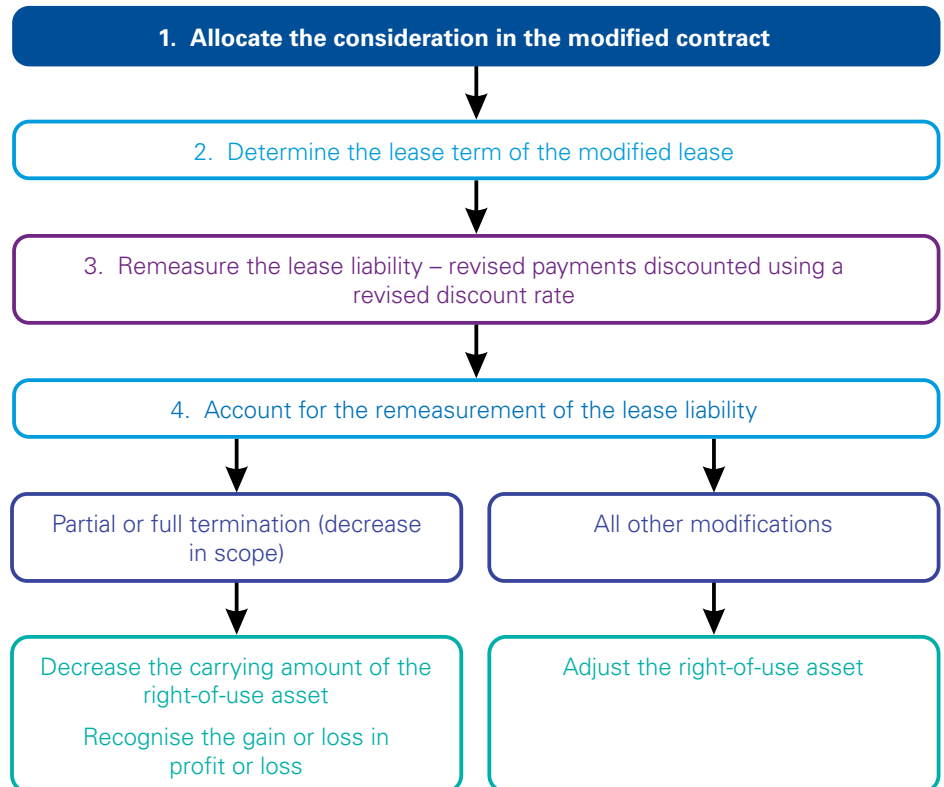 1. Allocate the consideration in the modified contract
2. Determine the lease term of the modified lease
3. Remeasure the lease liability – revised payments discounted using a
revised discount rate
4. Account for the remeasurement of the lease liability
Partial or full termination (decrease
in scope)
All other modifications
Decrease the carrying amount of the
right-of-use asset
Recognise the gain or loss in
profit or loss
Adjust the right-of-use asset